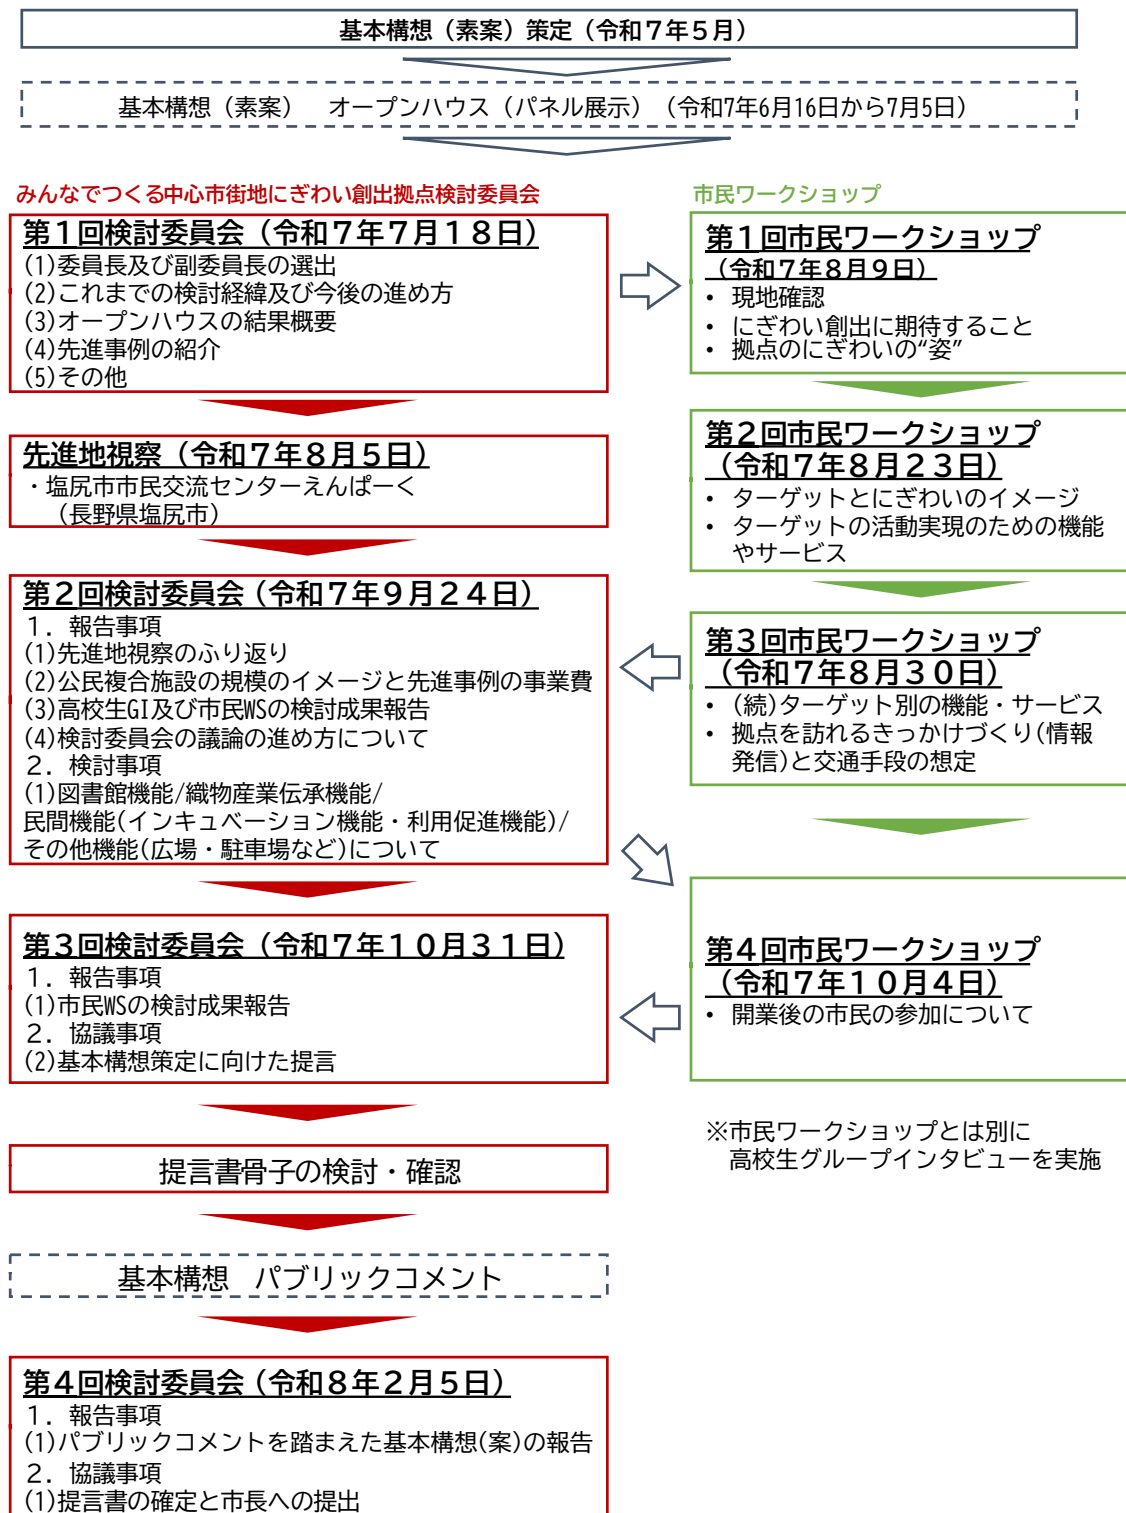 基本構想（素案）策定（令和７年５月）
基本構想（素案）　オープンハウス（パネル展示）（令和7年6月16日から7月5日）
みんなでつくる中心市街地にぎわい創出拠点検討委員会
第１回検討委員会（令和７年７月１８日）
(1)委員長及び副委員長の選出
(2)これまでの検討経緯及び今後の進め方
(3)オープンハウスの結果概要
(4)先進事例の紹介
(5)その他
先進地視察（令和７年８月５日）
・塩尻市市民交流センターえんぱーく
（長野県塩尻市）
第２回検討委員会（令和７年９月２４日）
１．報告事項
(1)先進地視察のふり返り
(2)公民複合施設の規模のイメージと先進事例の事業費
(3)高校生GI及び市民WSの検討成果報告
(4)検討委員会の議論の進め方について
２．検討事項
(1)図書館機能/織物産業伝承機能/
民間機能(インキュベーション機能・利用促進機能)/
その他機能(広場・駐車場など)について
第３回検討委員会（令和７年１０月３１日）
１．報告事項
(1)市民WSの検討成果報告
２．協議事項
(2)基本構想策定に向けた提言
提言書骨子の検討・確認
基本構想　パブリックコメント
第４回検討委員会（令和８年２月５日）
１．報告事項
(1)パブリックコメントを踏まえた基本構想(案)の報告
２．協議事項
(1)提言書の確定と市長への提出
市民ワークショップ
第１回市民ワークショップ
（令和７年８月９日）
• 現地確認
• にぎわい創出に期待すること
• 拠点のにぎわいの“姿”
第２回市民ワークショップ
（令和７年８月２３日）
• ターゲットとにぎわいのイメージ
• ターゲットの活動実現のための機能
やサービス
第３回市民ワークショップ
（令和７年８月３０日）
• (続)ターゲット別の機能・サービス
• 拠点を訪れるきっかけづくり(情報
発信)と交通手段の想定
第４回市民ワークショップ
（令和７年１０月４日）
• 開業後の市民の参加について
※市民ワークショップとは別に
高校生グループインタビューを実施